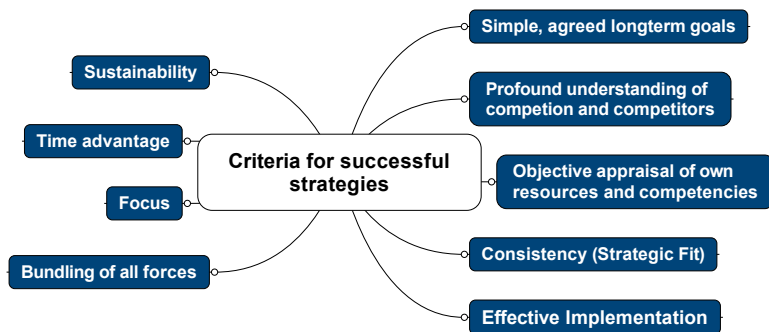 Criteria for successful
strategies
Simple, agreed longterm goals
Profound understanding of
competion and competitors
Objective appraisal of own
resources and competencies
Consistency (Strategic Fit)
Effective Implementation
Sustainability
Time advantage
Focus
Bundling of all forces